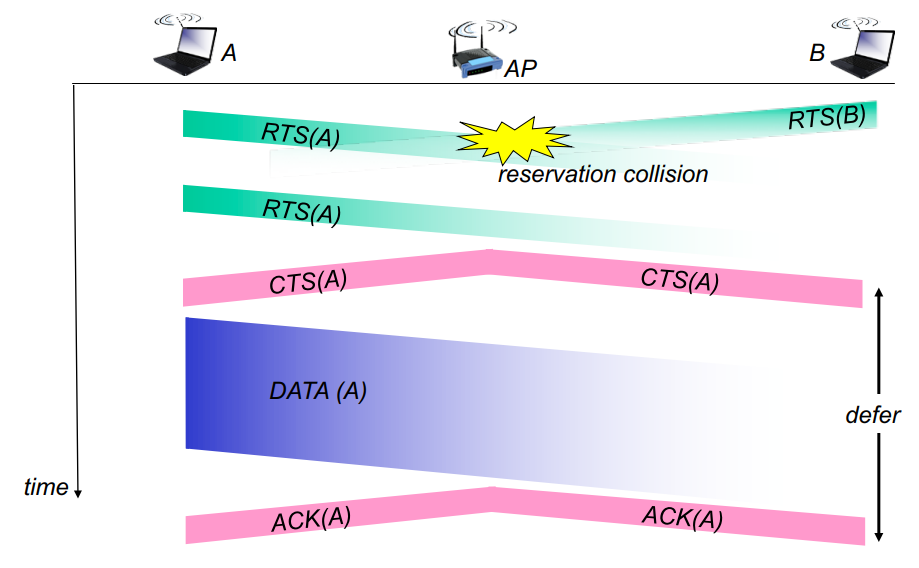 A
AP
B
RTS(A)
RTS(B)
reservation collision
RTS(A)
CTS(A)
CTS(A)
DATA (A)
defer
time
ACK(A)
ACK(A)